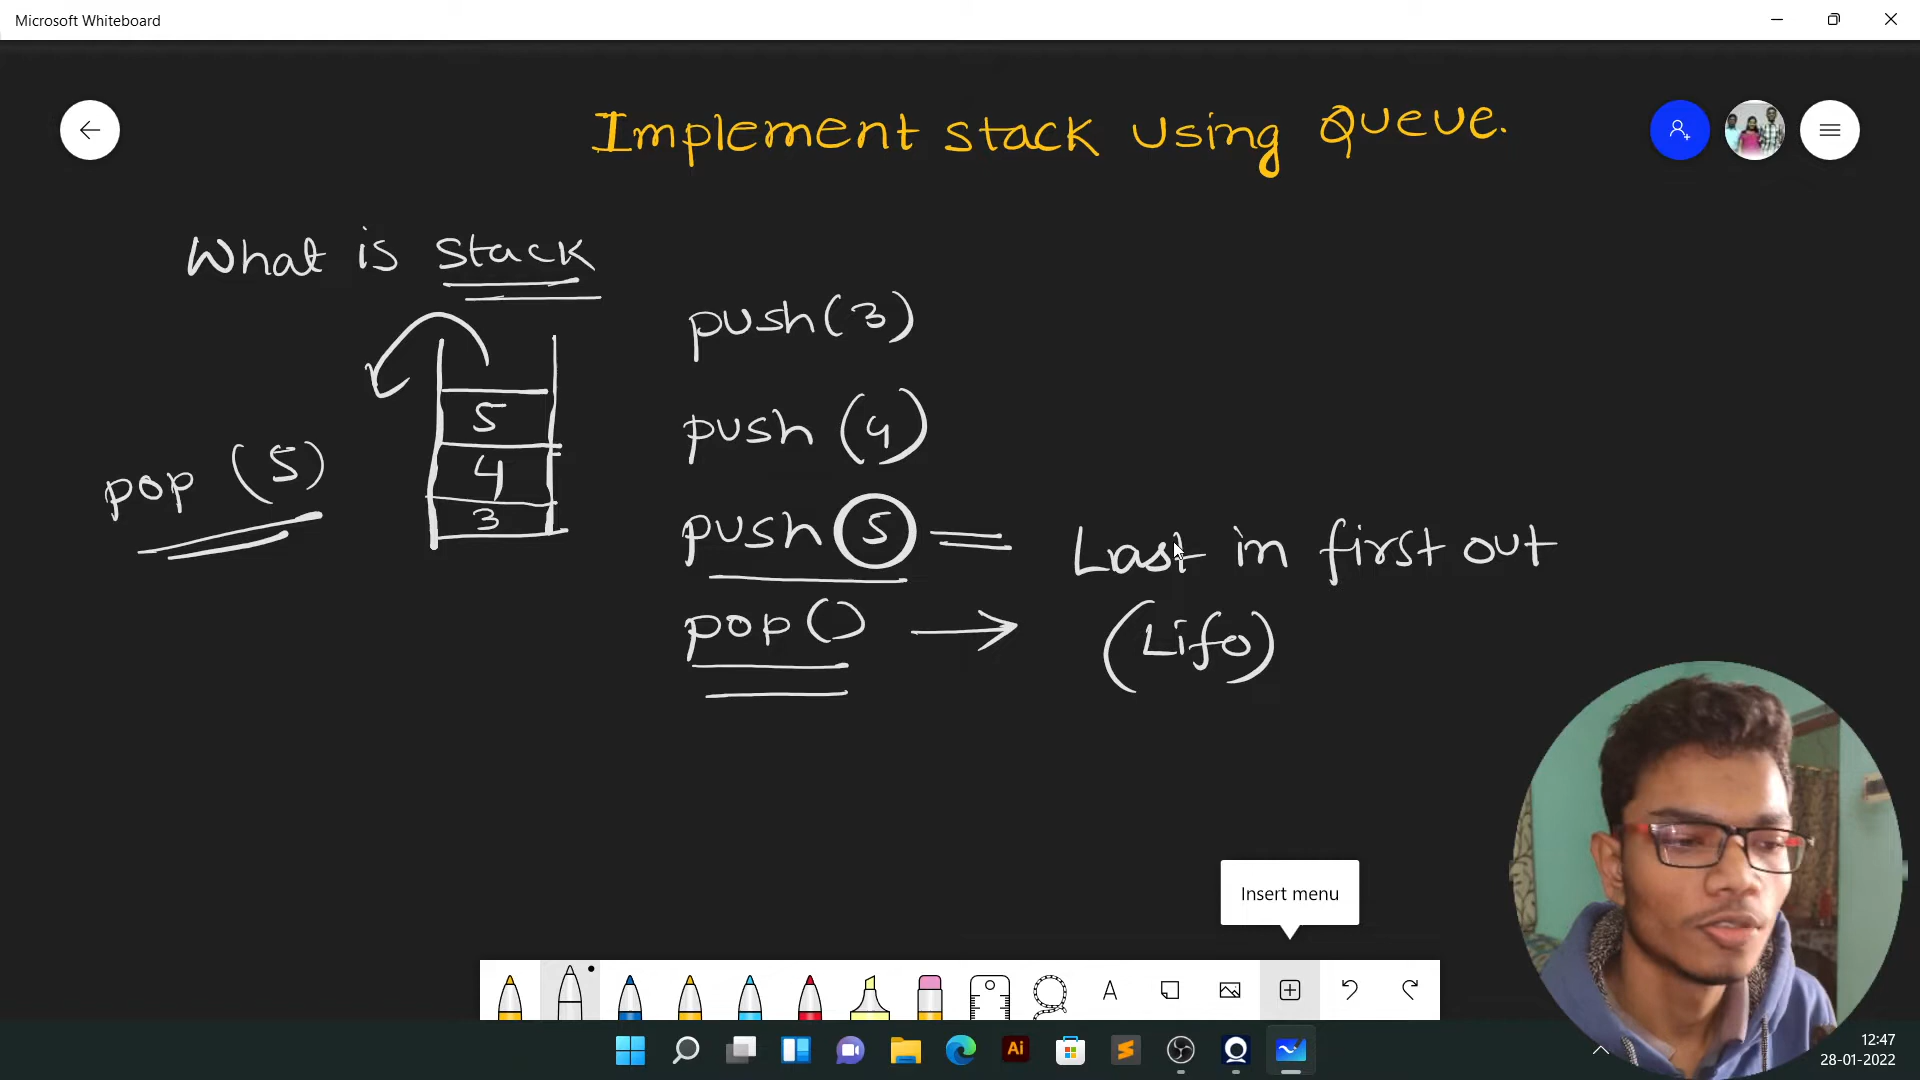 Microsoft Whiteboard
Implement stack using Queue.
What is stack
push(3)
push (4)
5
4
3
pop (5)
push 5 = Last in first out
pop() → (Lifo)
Insert menu
A
Ai
12:47
28-01-2022